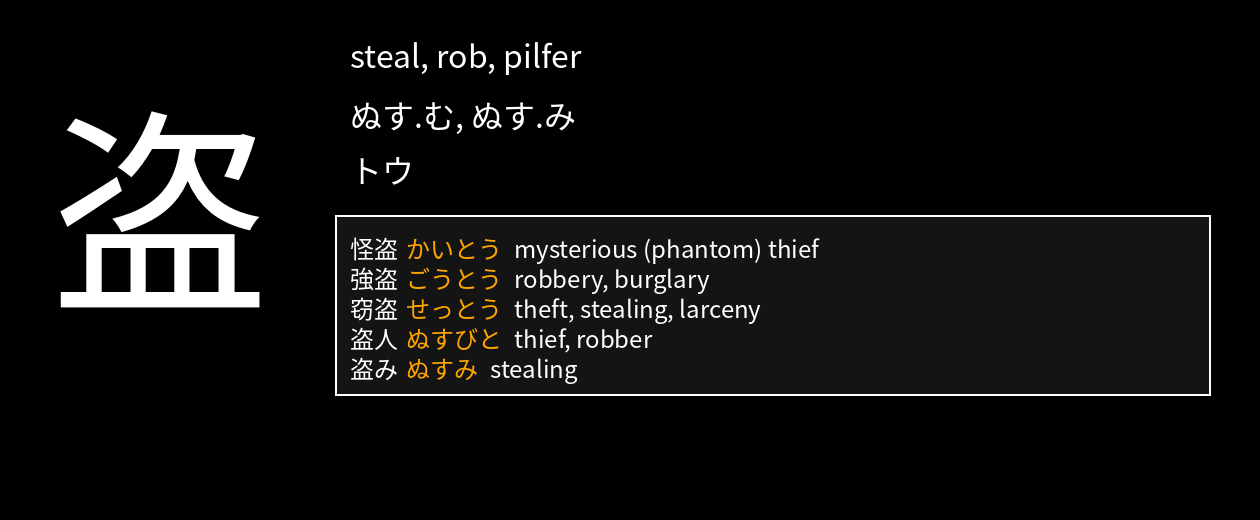 盗
steal, rob, pilfer
ぬす.む, ぬす.み
トウ
怪盗 かいとう mysterious (phantom) thief
強盗 ごうとう robbery, burglary
窃盗 せっとう theft, stealing, larceny
盗人 ぬすびと thief, robber
盗み ぬすみ stealing